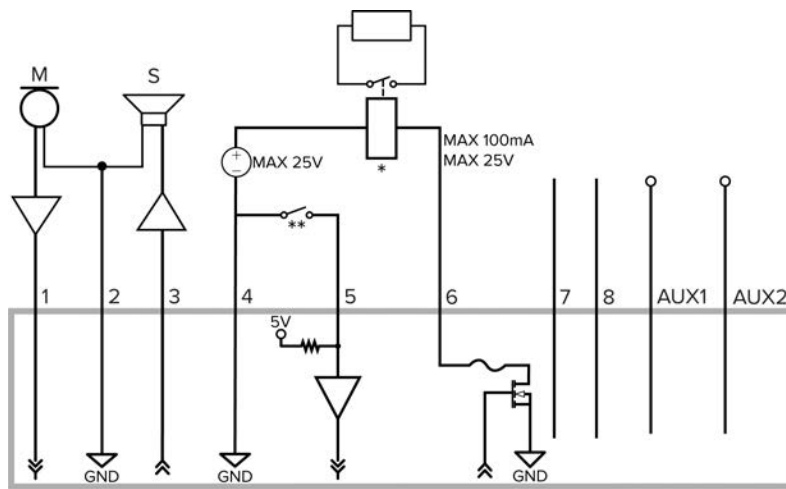 M
S
+
−
MAX 25V
*
MAX 100mA
MAX 25V
**
1
2
3
4
5
6
7
8
AUX1
AUX2
5V
GND
GND
GND